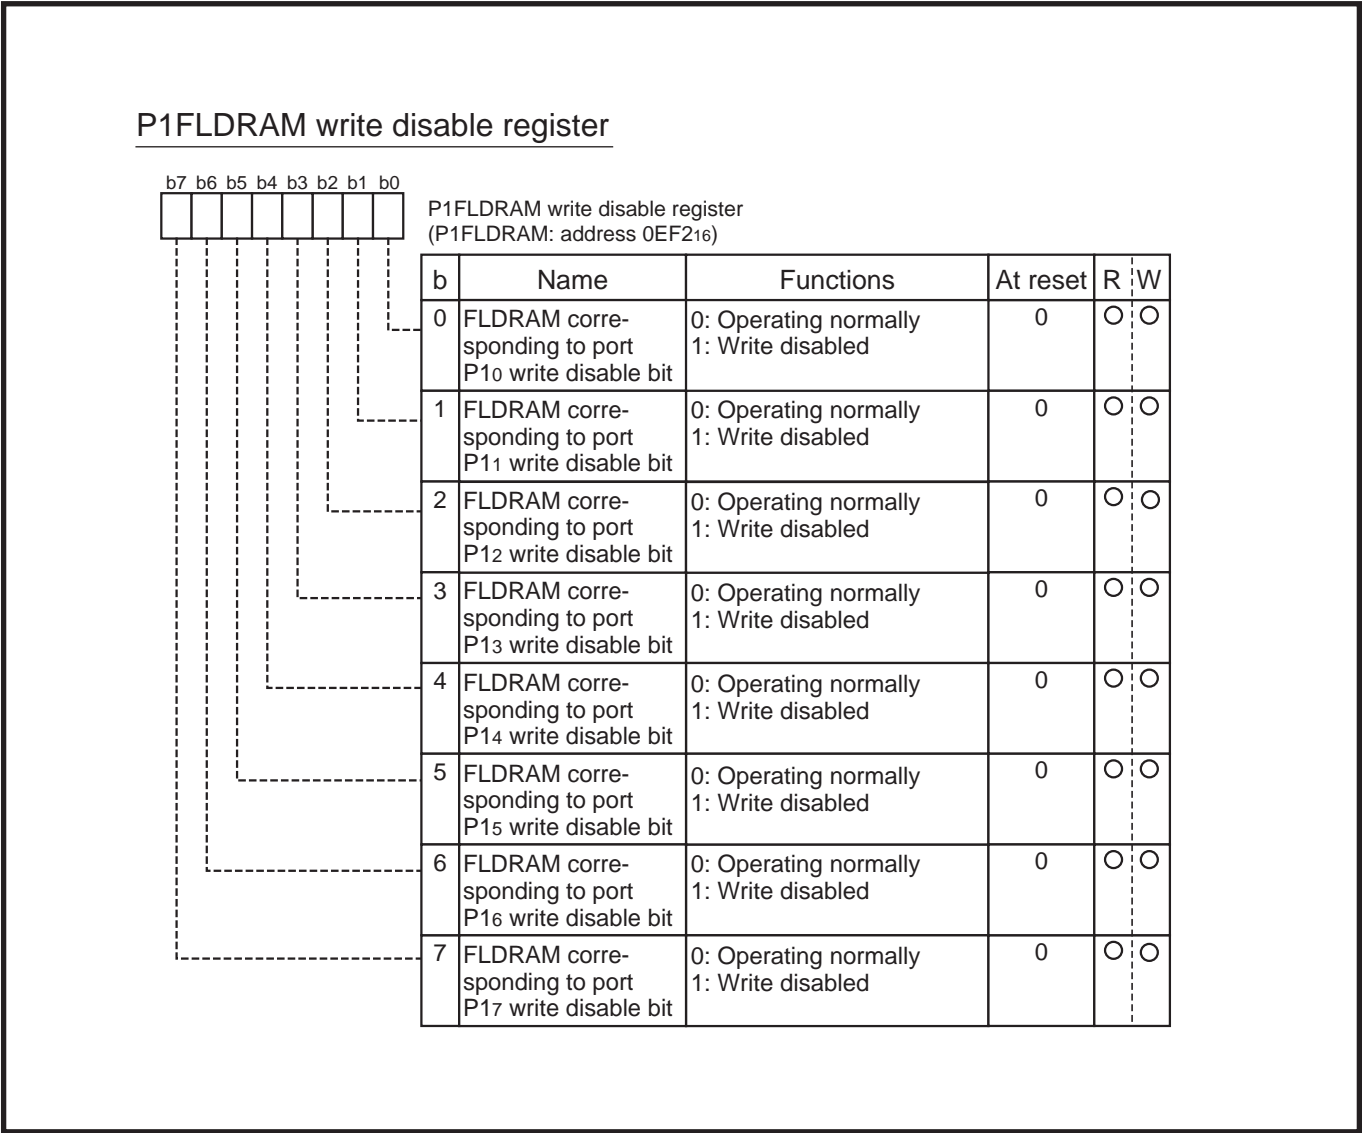 P1FLDRAM write disable register
b7 b6 b5 b4 b3 b2 b1 b0
P1FLDRAM write disable register
(P1FLDRAM: address 0EF216)
b Name Functions At reset R W
0 FLDRAM corre- 0: Operating normally 0 ○ ○
sponding to port 1: Write disabled
P10 write disable bit
1 FLDRAM corre- 0: Operating normally 0 ○ ○
sponding to port 1: Write disabled
P11 write disable bit
2 FLDRAM corre- 0: Operating normally 0 ○ ○
sponding to port 1: Write disabled
P12 write disable bit
3 FLDRAM corre- 0: Operating normally 0 ○ ○
sponding to port 1: Write disabled
P13 write disable bit
4 FLDRAM corre- 0: Operating normally 0 ○ ○
sponding to port 1: Write disabled
P14 write disable bit
5 FLDRAM corre- 0: Operating normally 0 ○ ○
sponding to port 1: Write disabled
P15 write disable bit
6 FLDRAM corre- 0: Operating normally 0 ○ ○
sponding to port 1: Write disabled
P16 write disable bit
7 FLDRAM corre- 0: Operating normally 0 ○ ○
sponding to port 1: Write disabled
P17 write disable bit